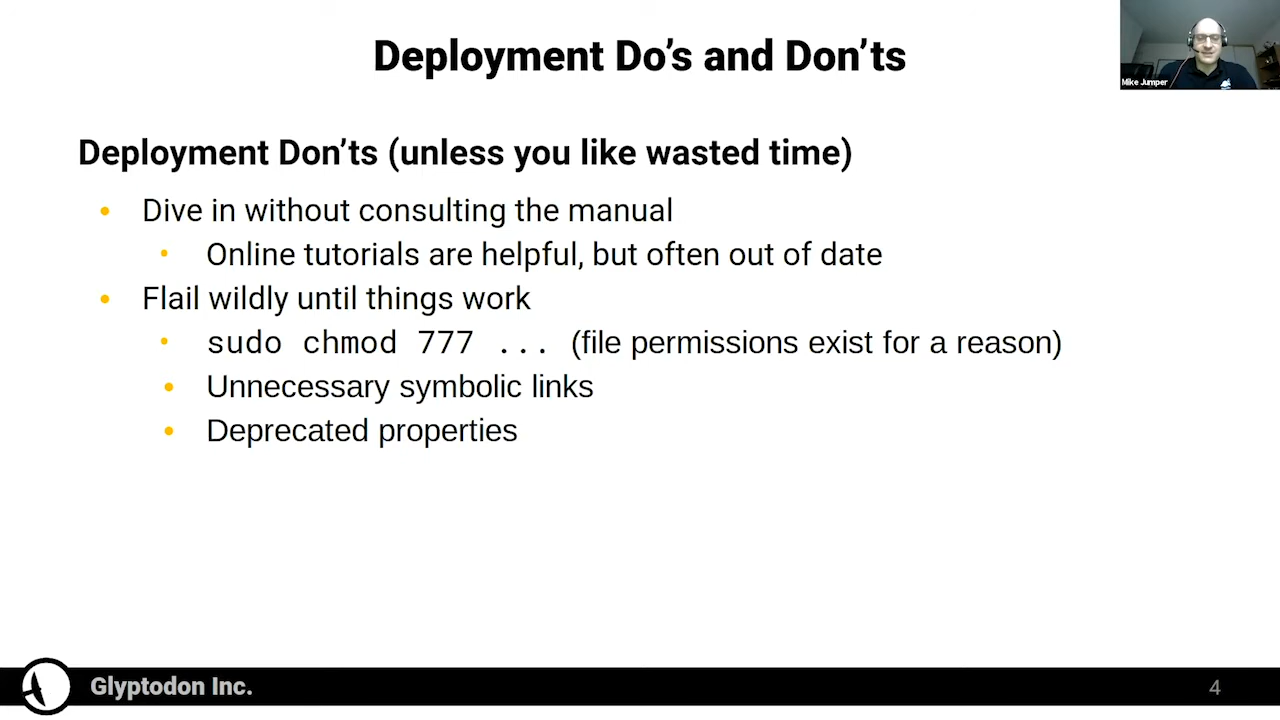 Deployment Do’s and Don’ts
Mike Jumper
Deployment Don’ts (unless you like wasted time)
• Dive in without consulting the manual
• Online tutorials are helpful, but often out of date
• Flail wildly until things work
• sudo chmod 777 ... (file permissions exist for a reason)
• Unnecessary symbolic links
• Deprecated properties
Glyptodon Inc.
4